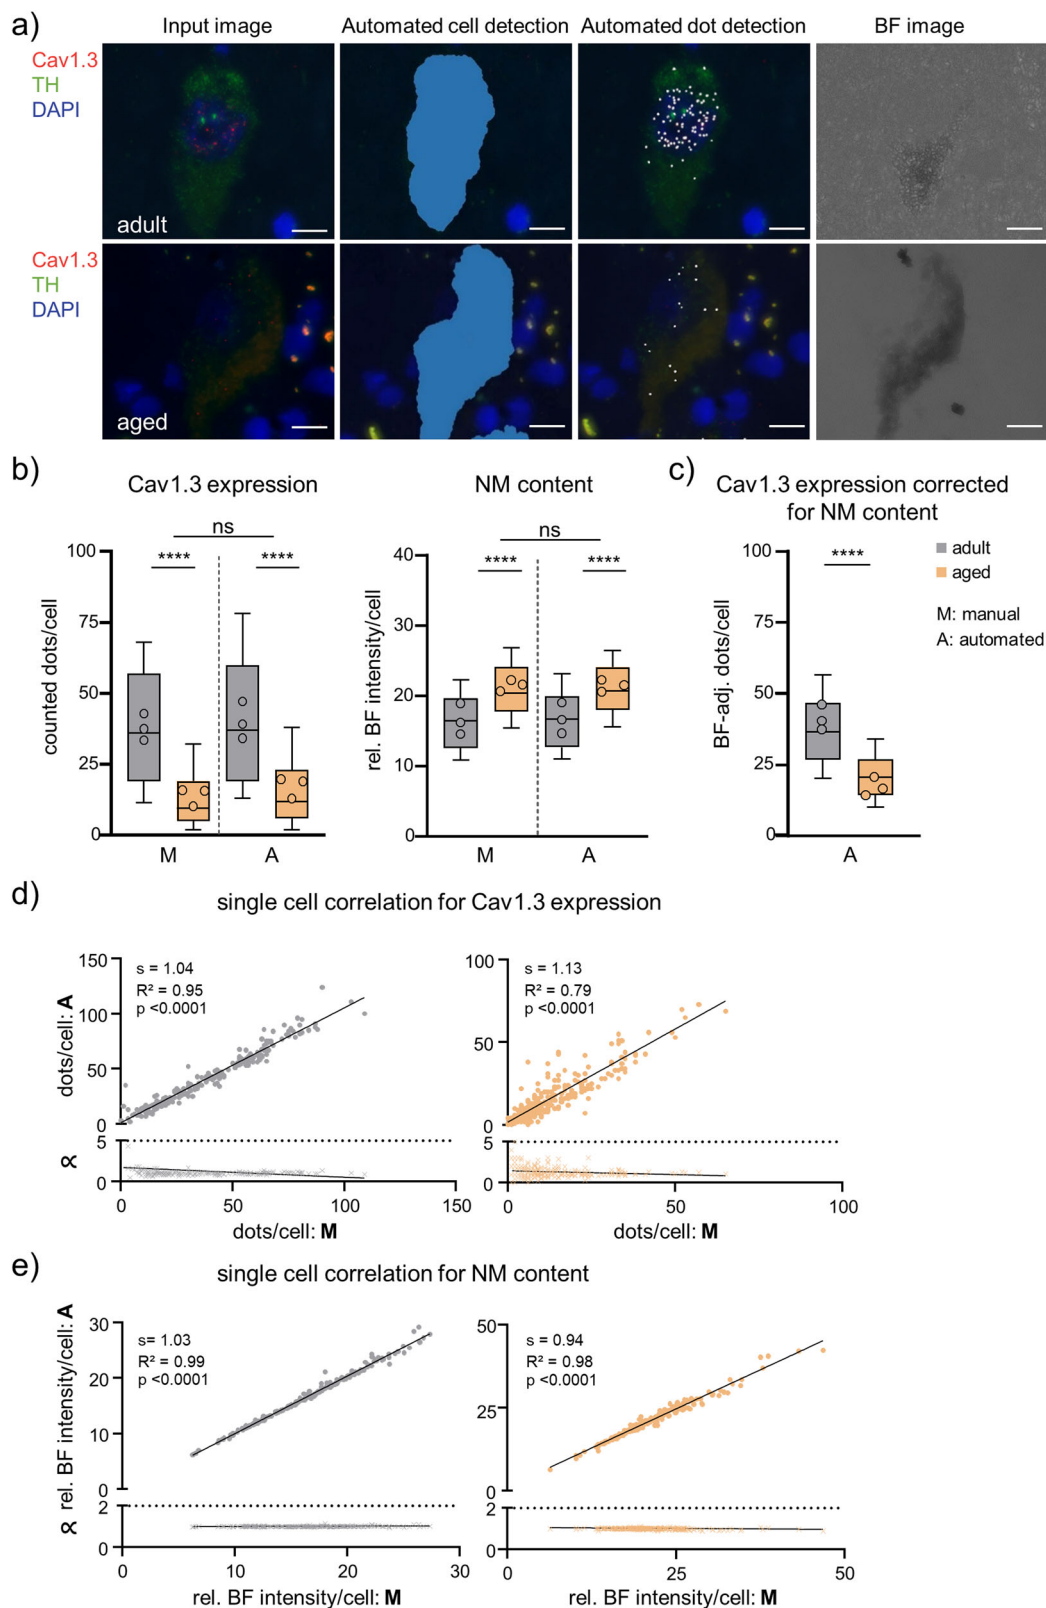 a)
Input image
Automated cell detection
Automated dot detection
BF image
Cav1.3
TH
DAPI
adult
Cav1.3
TH
DAPI
aged
b)
Cav1.3 expression
counted dots/cell
100
75
50
25
0
ns
****
****
M
A
NM content
rel. BF intensity/cell
40
30
20
10
0
ns
****
****
M
A
c)
Cav1.3 expression corrected
for NM content
BF-adj. dots/cell
100
75
50
25
0
****
A
adult
aged
M: manual
A: automated
d)
single cell correlation for Cav1.3 expression
dots/cell: A
150
100
50
0
s = 1.04
R² = 0.95
p <0.0001
5
0
0
50
100
150
dots/cell: M
100
50
0
s = 1.13
R² = 0.79
p <0.0001
5
0
0
50
100
dots/cell: M
e)
single cell correlation for NM content
rel. BF intensity/cell: A
30
20
10
0
s= 1.03
R² = 0.99
p <0.0001
2
0
0
10
20
30
rel. BF intensity/cell: M
50
25
0
s = 0.94
R² = 0.98
p <0.0001
2
0
0
25
50
rel. BF intensity/cell: M